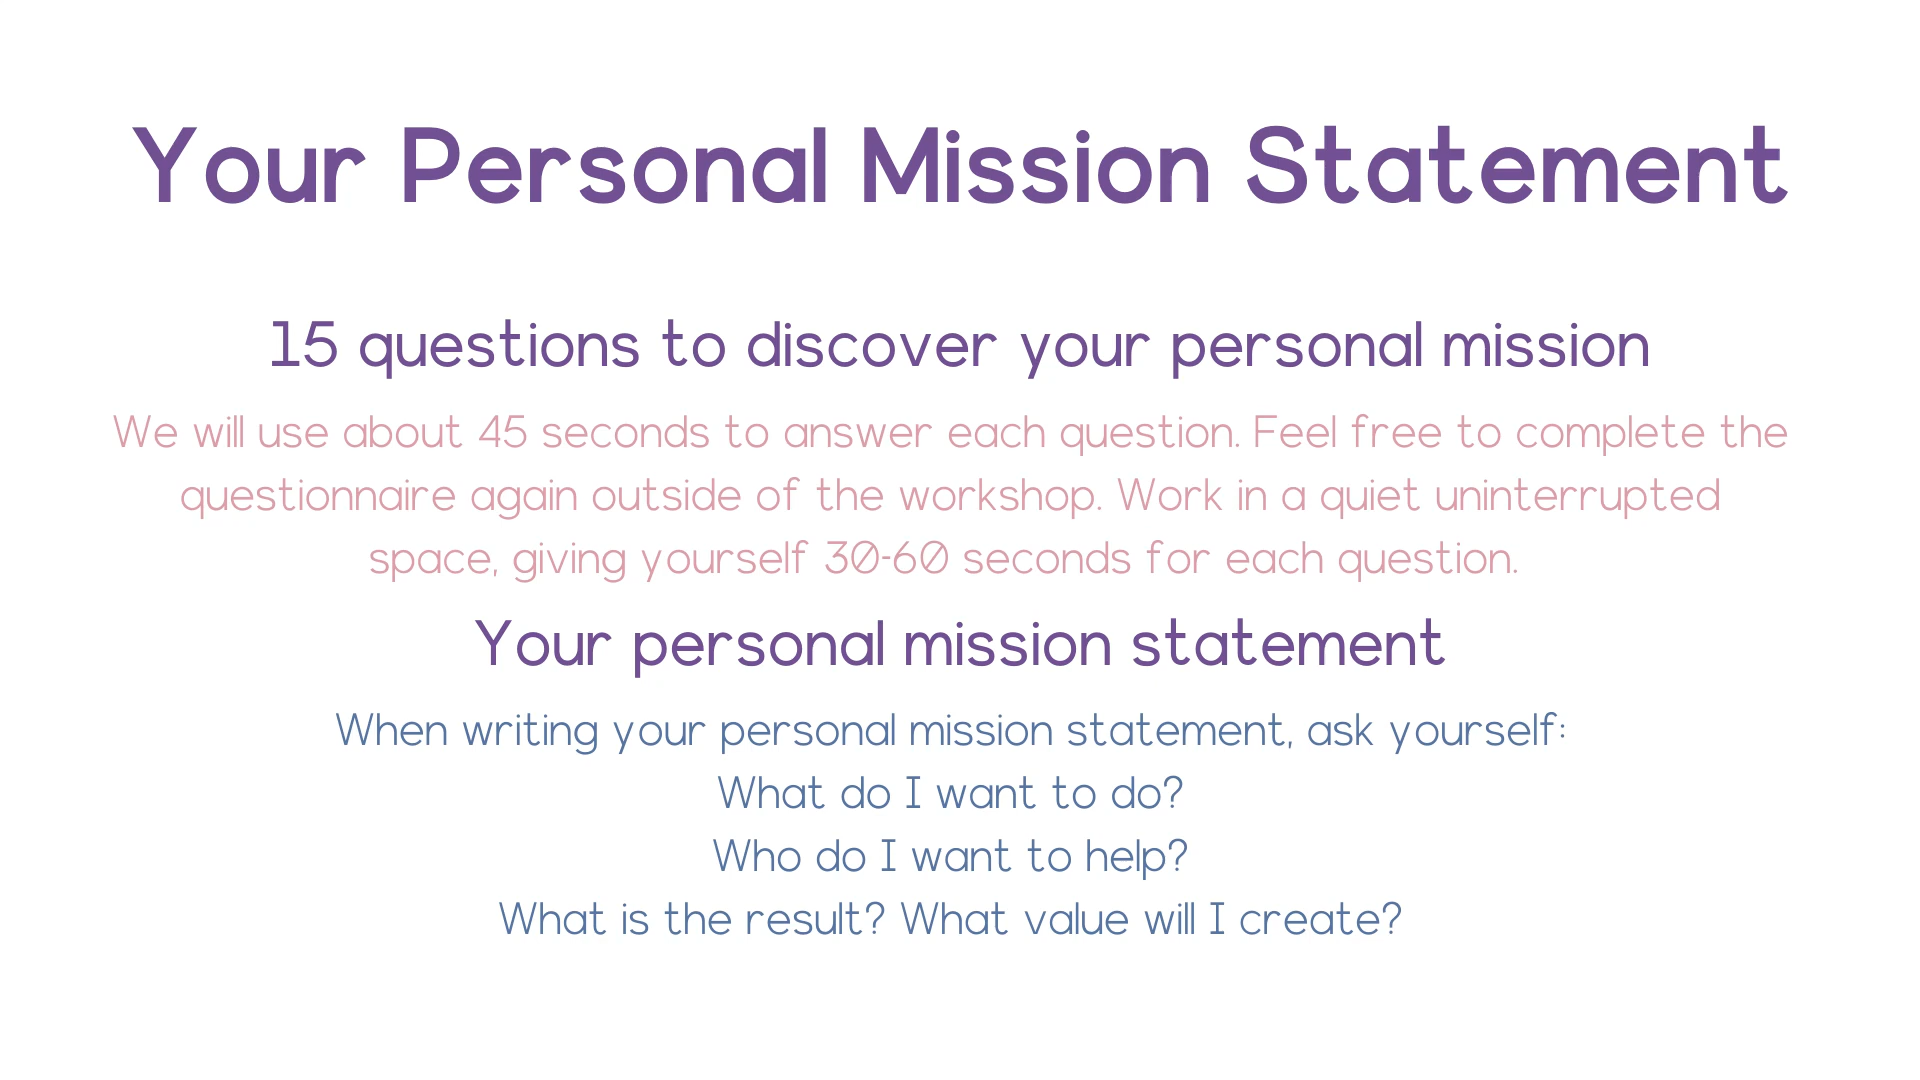 Your Personal Mission Statement
15 questions to discover your personal mission
We will use about 45 seconds to answer each question. Feel free to complete the
questionnaire again outside of the workshop. Work in a quiet uninterrupted
space, giving yourself 30-60 seconds for each question.
Your personal mission statement
When writing your personal mission statement, ask yourself:
What do I want to do?
Who do I want to help?
What is the result? What value will I create?